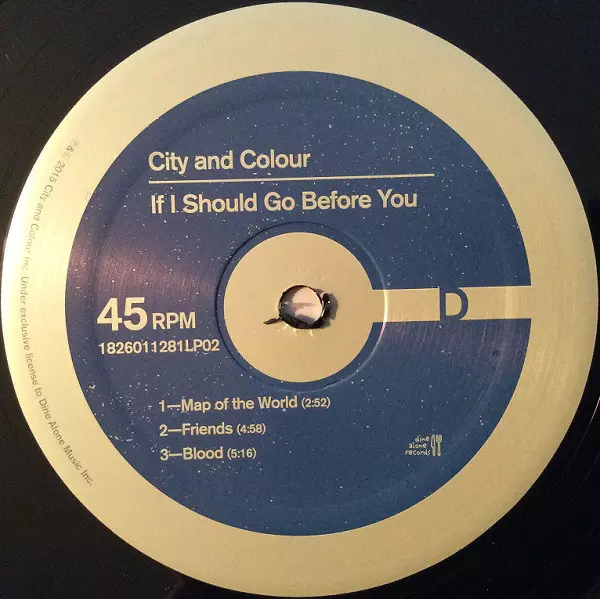 City and Colour
If I Should Go Before You
D
45 RPM
1826011281LP02
1—Map of the World (2:52)
2—Friends (4:58)
3—Blood (5:16)
dine
alone
records
℗&© 2015 City and Colour Inc. Under exclusive license to Dine Alone Music Inc.